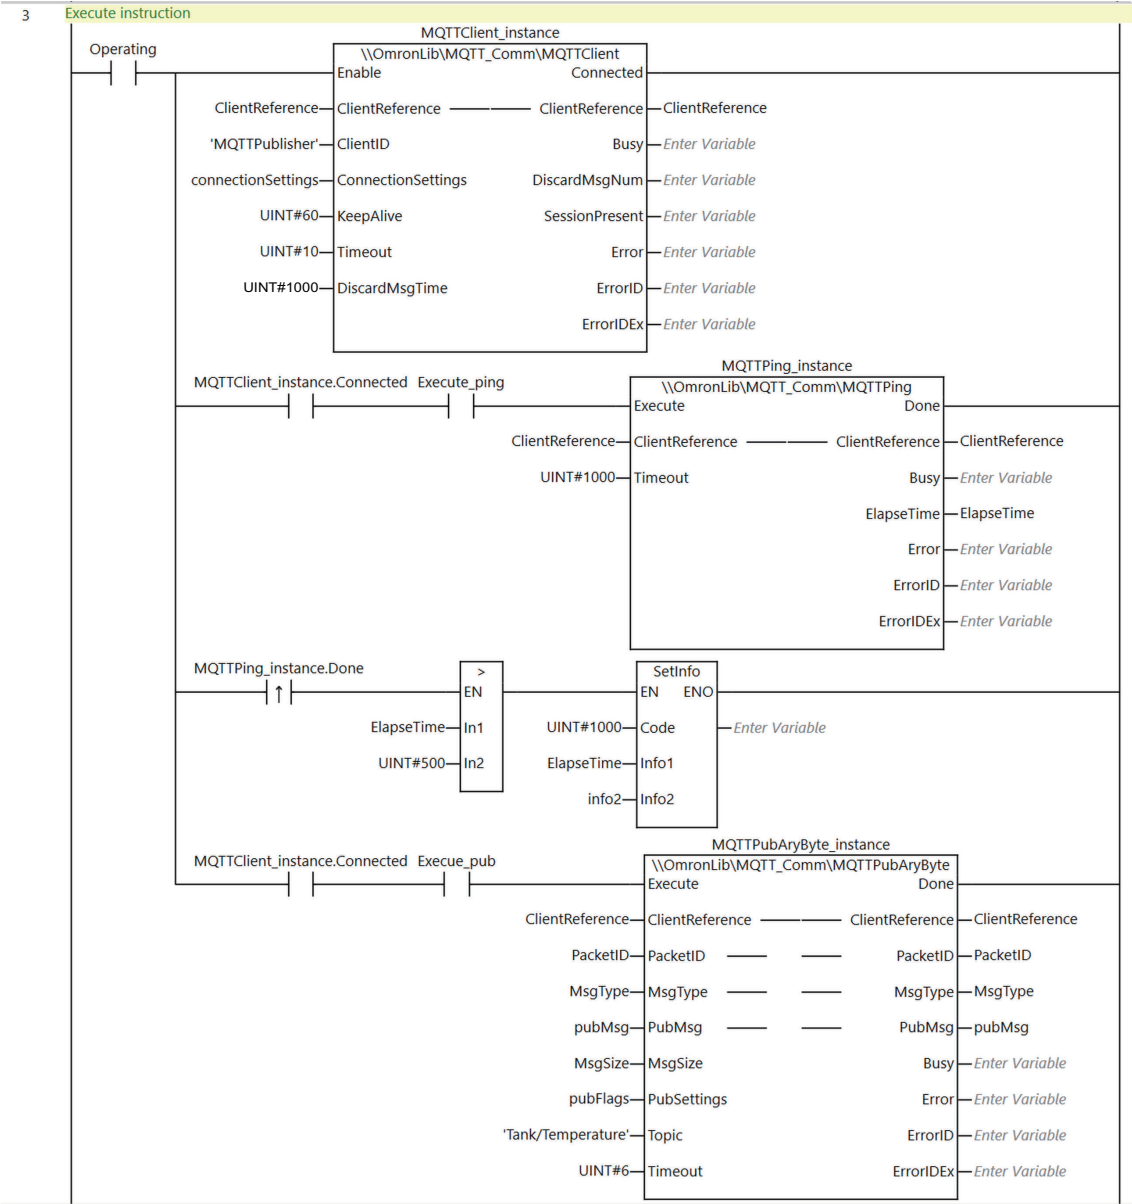 3 Execute instruction
MQTTClient_instance
Operating
\\OmronLib\MQTT_Comm\MQTTClient
Enable Connected
ClientReference ClientReference ClientReference ClientReference
'MQTTPublisher' ClientID Busy Enter Variable
connectionSettings ConnectionSettings DiscardMsgNum Enter Variable
UINT#60 KeepAlive SessionPresent Enter Variable
UINT#10 Timeout Error Enter Variable
UINT#1000 DiscardMsgTime ErrorID Enter Variable
ErrorIDEx Enter Variable
MQTTPing_instance
MQTTClient_instance.Connected Execute_ping \\OmronLib\MQTT_Comm\MQTTPing
Execute Done
ClientReference ClientReference ClientReference ClientReference
UINT#1000 Timeout Busy Enter Variable
ElapseTime ElapseTime
Error Enter Variable
ErrorID Enter Variable
ErrorIDEx Enter Variable
MQTTPing_instance.Done > SetInfo
↑ EN EN ENO
ElapseTime In1 UINT#1000 Code Enter Variable
UINT#500 In2 ElapseTime Info1
info2 Info2
MQTTPubAryByte_instance
MQTTClient_instance.Connected Execue_pub \\OmronLib\MQTT_Comm\MQTTPubAryByte
Execute Done
ClientReference ClientReference ClientReference ClientReference
PacketID PacketID PacketID PacketID
MsgType MsgType MsgType MsgType
pubMsg PubMsg PubMsg pubMsg
MsgSize MsgSize Busy Enter Variable
pubFlags PubSettings Error Enter Variable
'Tank/Temperature' Topic ErrorID Enter Variable
UINT#6 Timeout ErrorIDEx Enter Variable